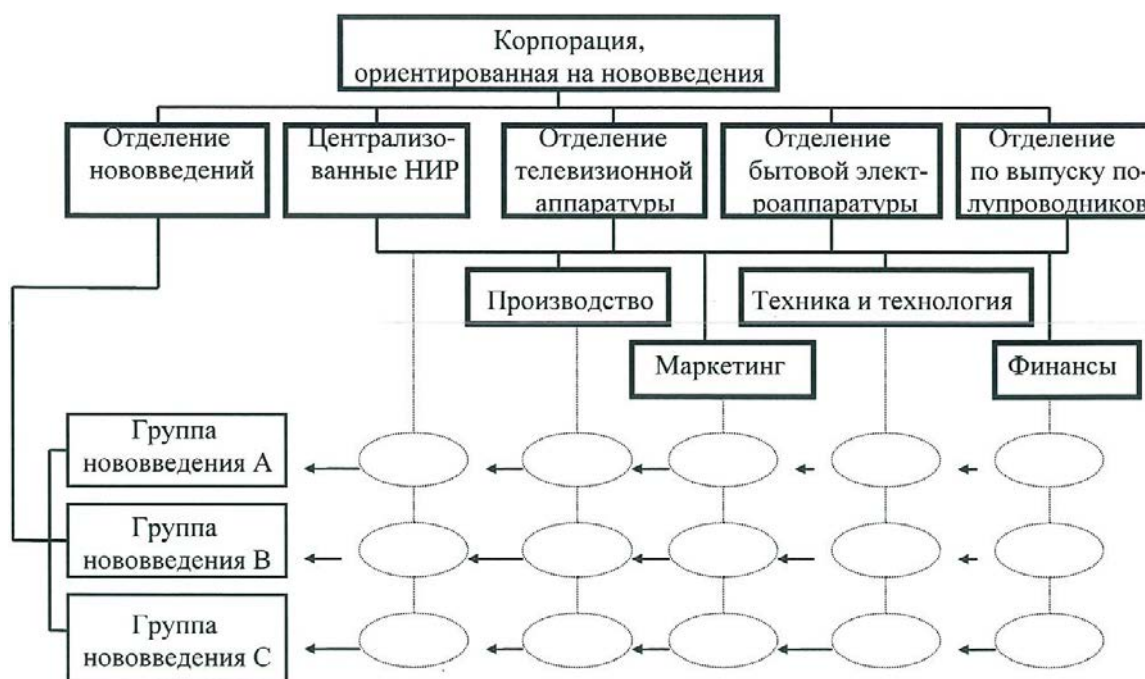 Корпорация,
ориентированная на нововведения
Отделение
нововведений
Централизо-
ванные НИР
Отделение
телевизионной
аппаратуры
Отделение
бытовой элект-
роаппаратуры
Отделение
по выпуску по-
лупроводников
Производство
Техника и технология
Маркетинг
Финансы
Группа
нововведения А
Группа
нововведения В
Группа
нововведения С